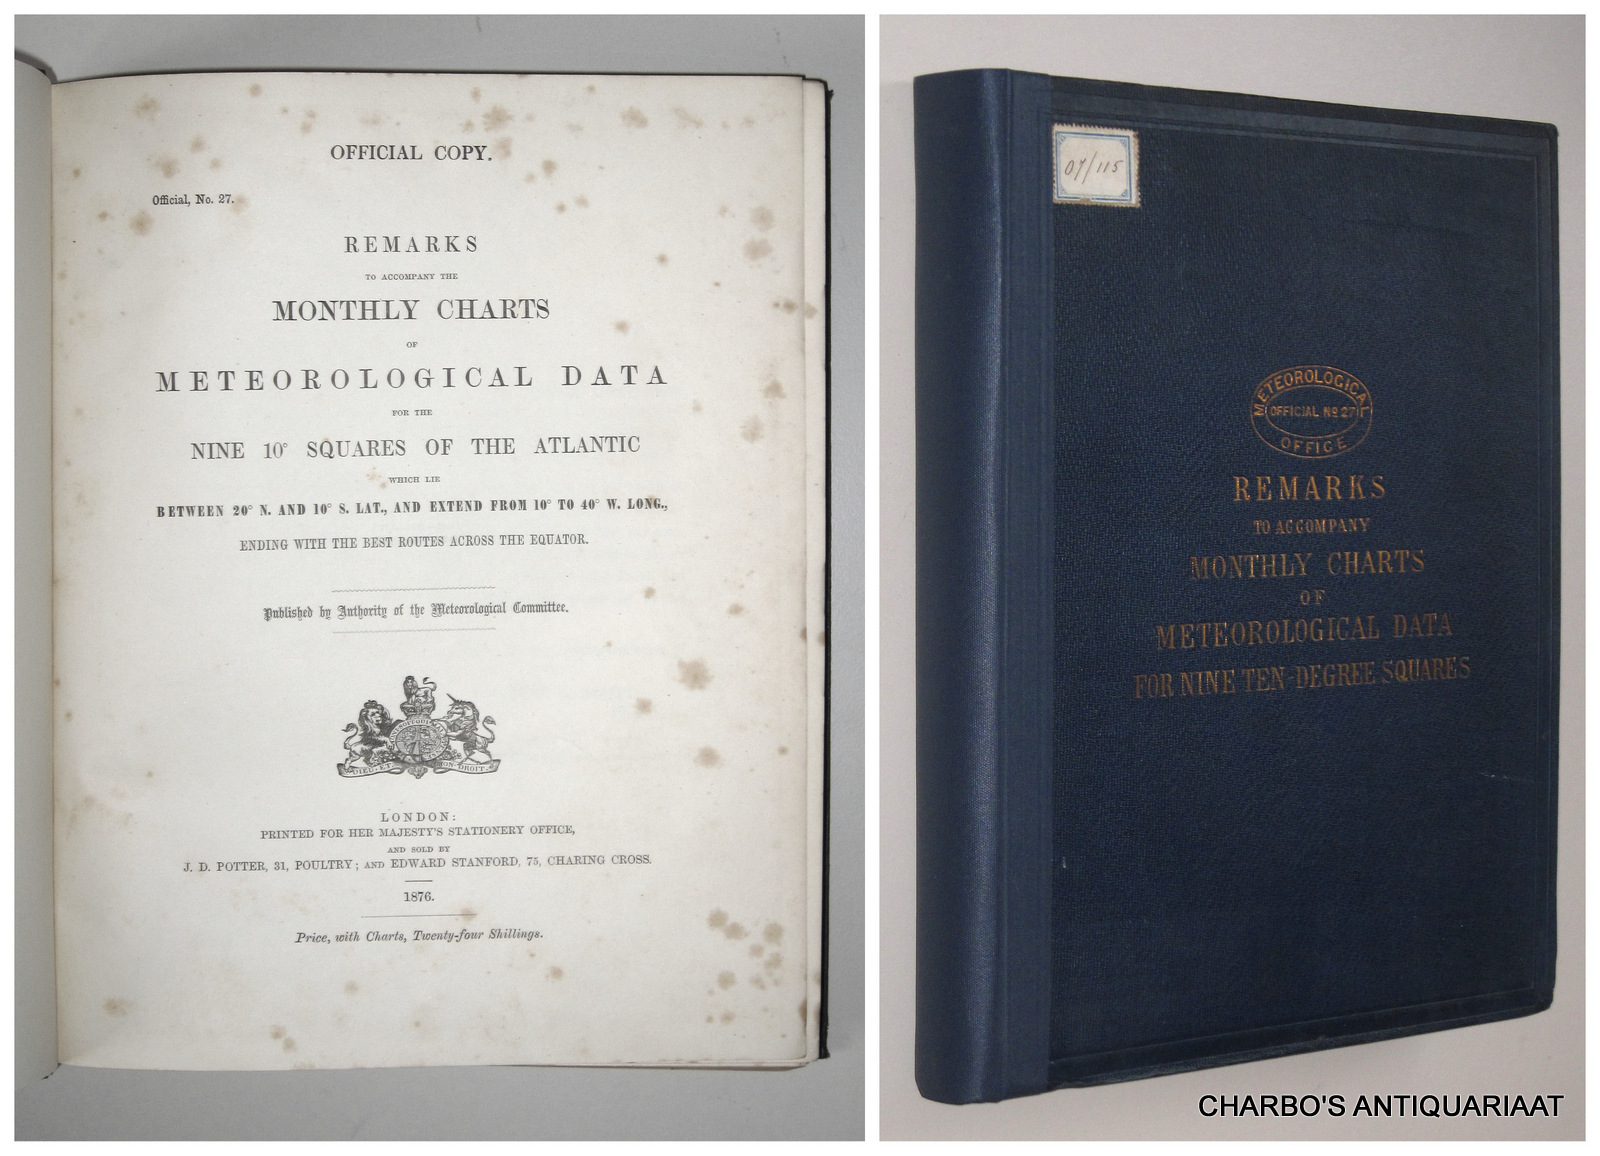 OFFICIAL COPY.
Official, No. 27.
REMARKS
TO ACCOMPANY THE
MONTHLY CHARTS
OF
METEOROLOGICAL DATA
FOR THE
NINE 10° SQUARES OF THE ATLANTIC
WHICH LIE
BETWEEN 20° N. AND 10° S. LAT., AND EXTEND FROM 10° TO 40° W. LONG.,
ENDING WITH THE BEST ROUTES ACROSS THE EQUATOR.
Published by Authority of the Meteorological Committee.
DIEU ET MON DROIT.
LONDON:
PRINTED FOR HER MAJESTY'S STATIONERY OFFICE,
AND SOLD BY
J. D. POTTER, 31, POULTRY; AND EDWARD STANFORD, 75, CHARING CROSS.
1876.
Price, with Charts, Twenty-four Shillings.
07/115
METEOROLOGICAL
OFFICIAL No 27
OFFICE
REMARKS
TO ACCOMPANY
MONTHLY CHARTS
OF
METEOROLOGICAL DATA
FOR NINE TEN-DEGREE SQUARES
CHARBO'S ANTIQUARIAAT